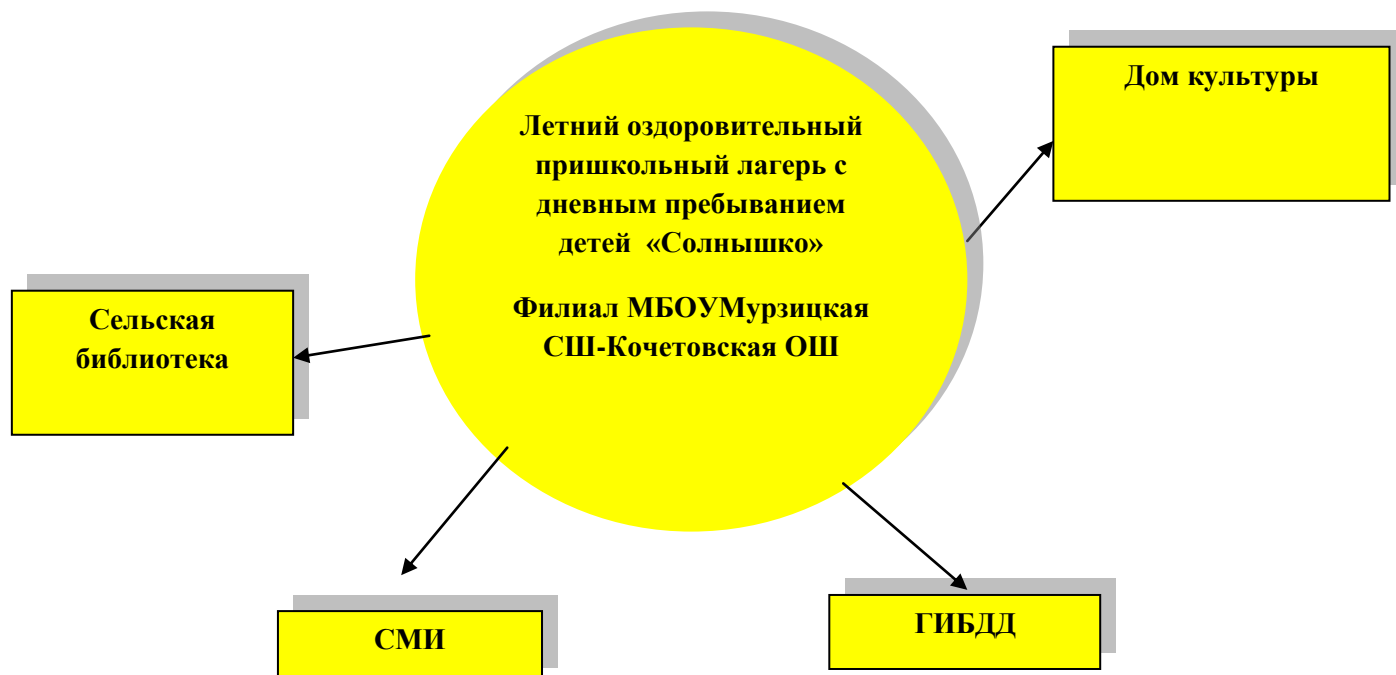 Дом культуры
Летний оздоровительный
пришкольный лагерь с
дневным пребыванием
детей «Солнышко»
Филиал МБОУМурзицкая
СШ-Кочетовская ОШ
Сельская
библиотека
СМИ
ГИБДД